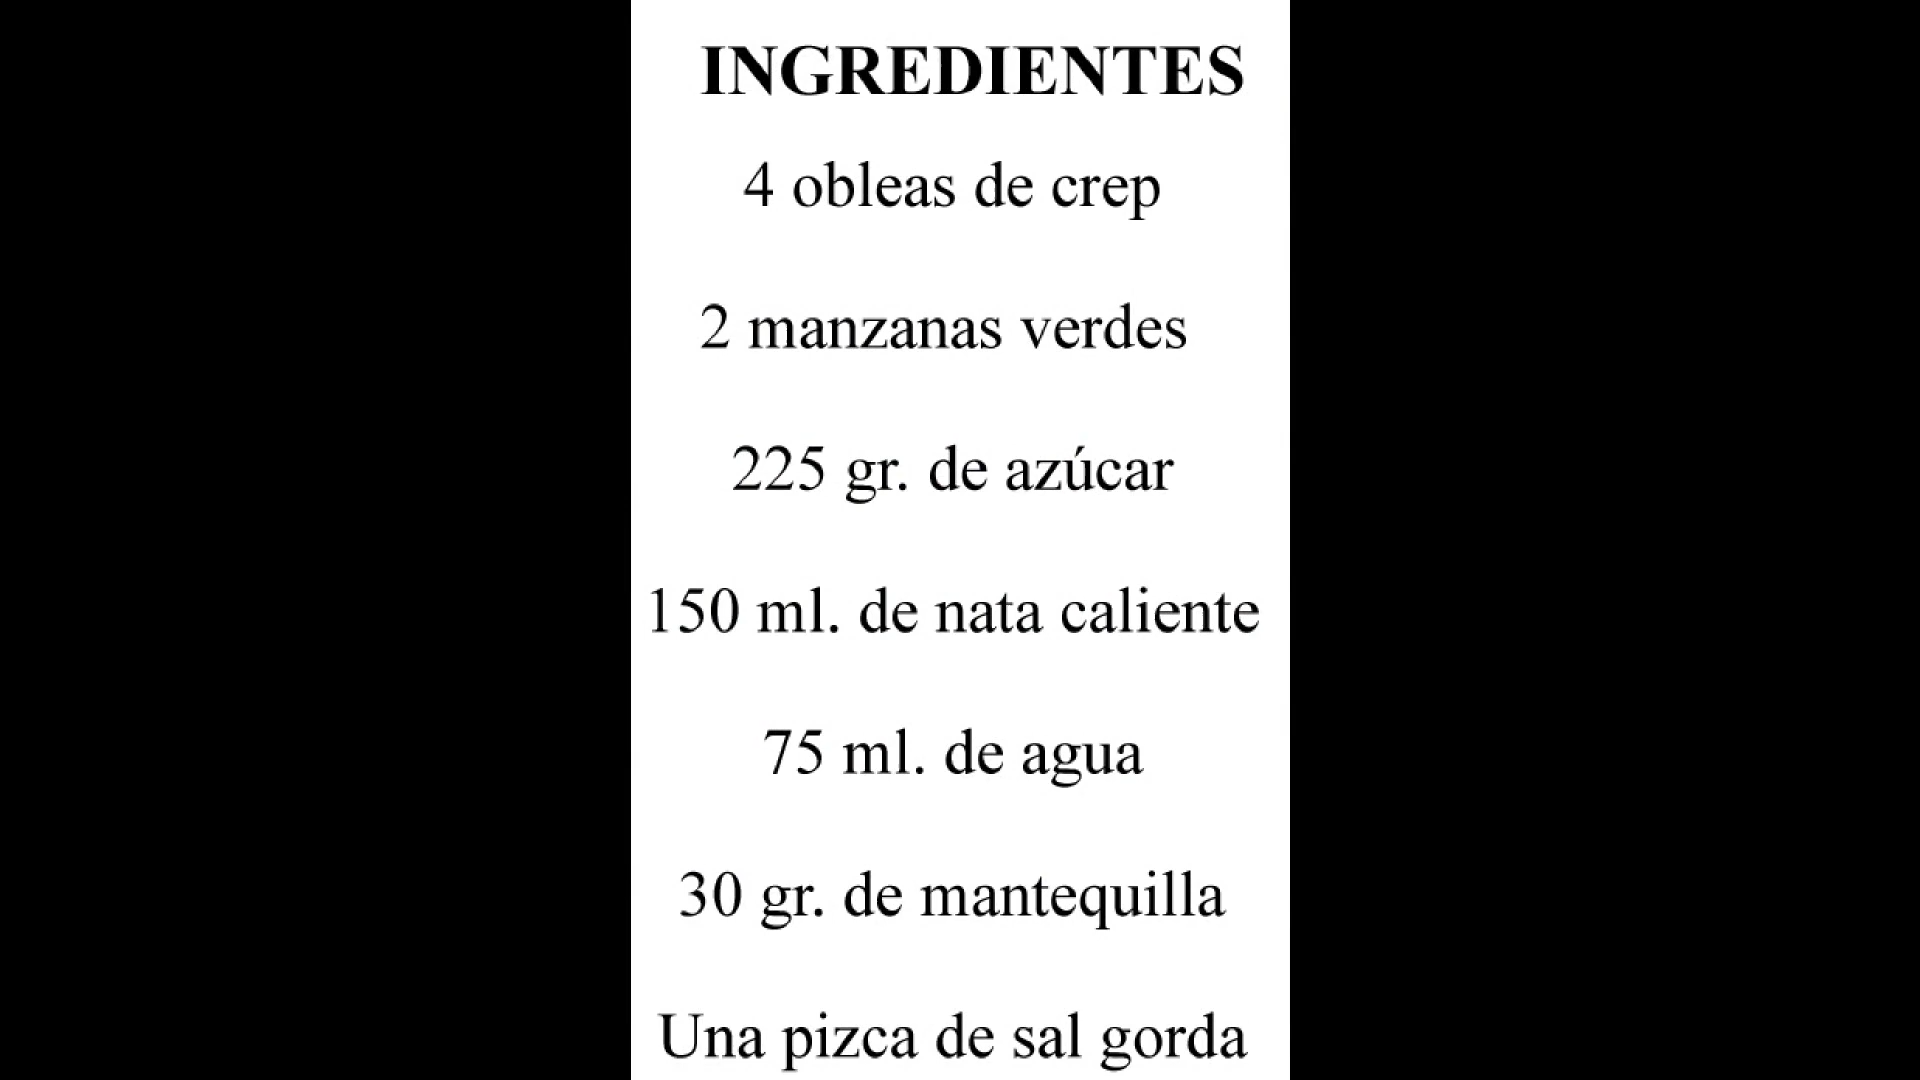 INGREDIENTES
4 obleas de crep
2 manzanas verdes
225 gr. de azúcar
150 ml. de nata caliente
75 ml. de agua
30 gr. de mantequilla
Una pizca de sal gorda